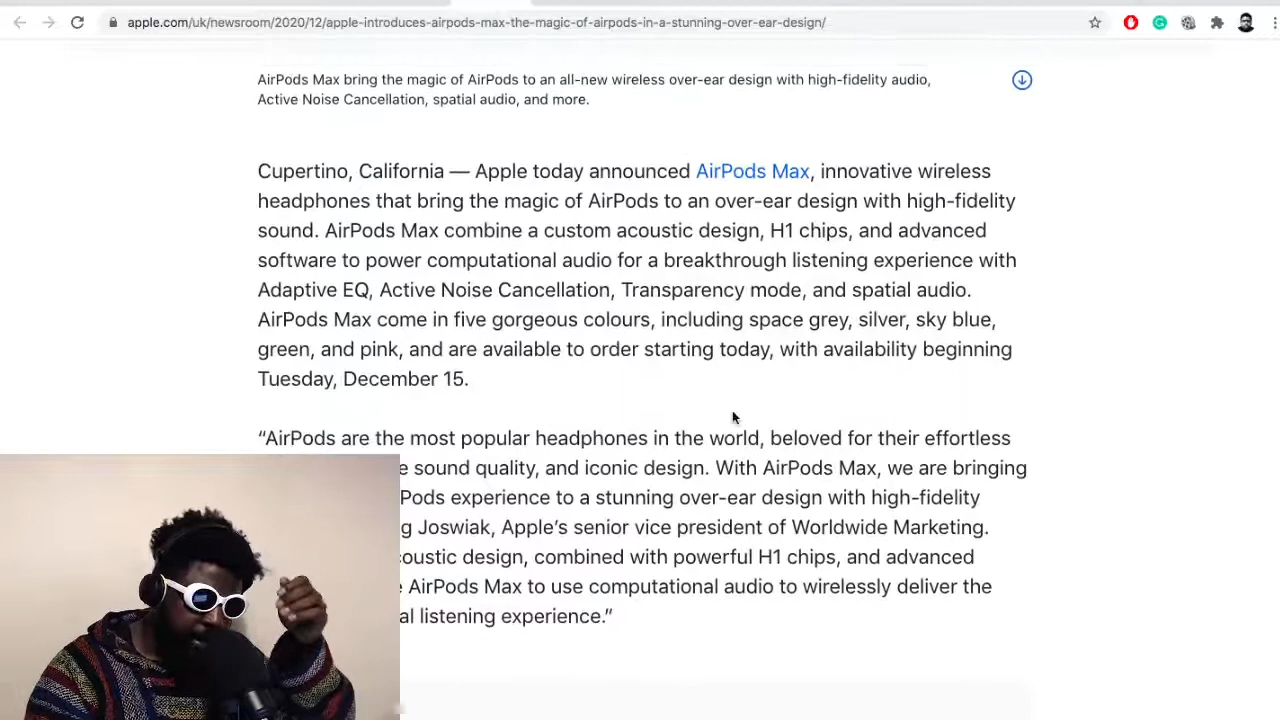 apple.com/uk/newsroom/2020/12/apple-introduces-airpods-max-the-magic-of-airpods-in-a-stunning-over-ear-design/
AirPods Max bring the magic of AirPods to an all-new wireless over-ear design with high-fidelity audio,
Active Noise Cancellation, spatial audio, and more.
Cupertino, California — Apple today announced AirPods Max, innovative wireless
headphones that bring the magic of AirPods to an over-ear design with high-fidelity
sound. AirPods Max combine a custom acoustic design, H1 chips, and advanced
software to power computational audio for a breakthrough listening experience with
Adaptive EQ, Active Noise Cancellation, Transparency mode, and spatial audio.
AirPods Max come in five gorgeous colours, including space grey, silver, sky blue,
green, and pink, and are available to order starting today, with availability beginning
Tuesday, December 15.
“AirPods are the most popular headphones in the world, beloved for their effortless
e sound quality, and iconic design. With AirPods Max, we are bringing
Pods experience to a stunning over-ear design with high-fidelity
g Joswiak, Apple’s senior vice president of Worldwide Marketing.
coustic design, combined with powerful H1 chips, and advanced
e AirPods Max to use computational audio to wirelessly deliver the
al listening experience.”